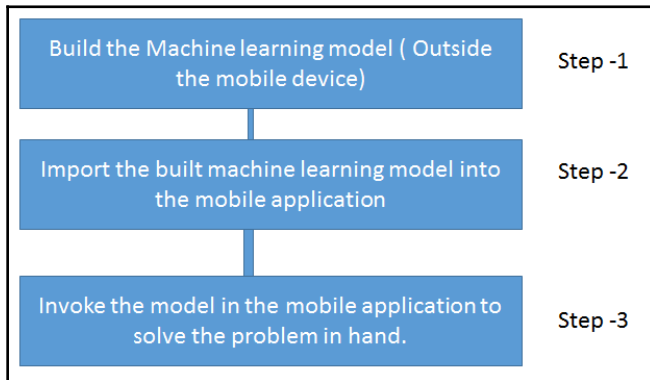 Build the Machine learning model ( Outside
the mobile device)
Step -1
Import the built machine learning model into
the mobile application
Step -2
Invoke the model in the mobile application to
solve the problem in hand.
Step -3